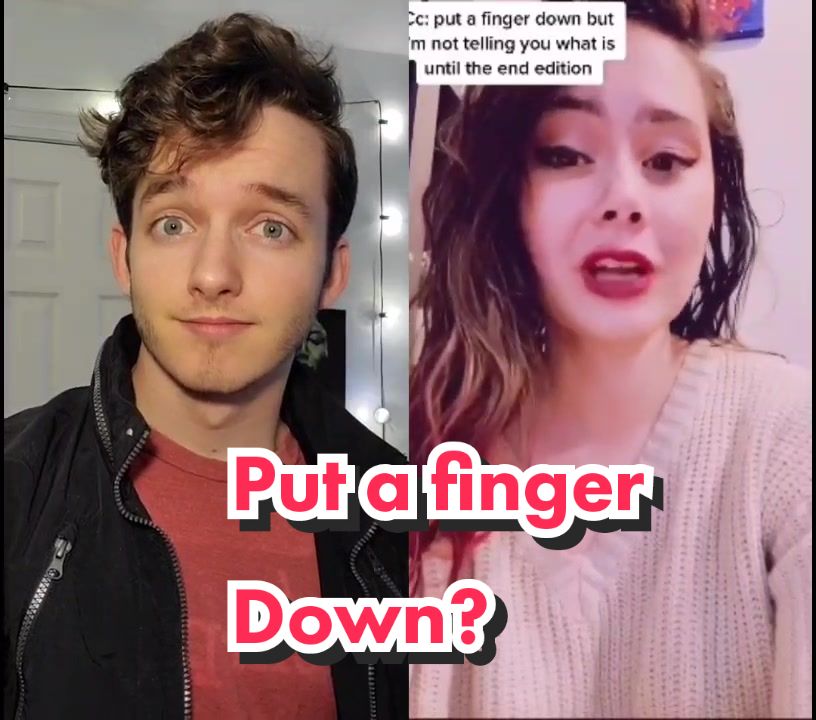 Cc: put a finger down but
'm not telling you what is
until the end edition
Put a finger
Down?